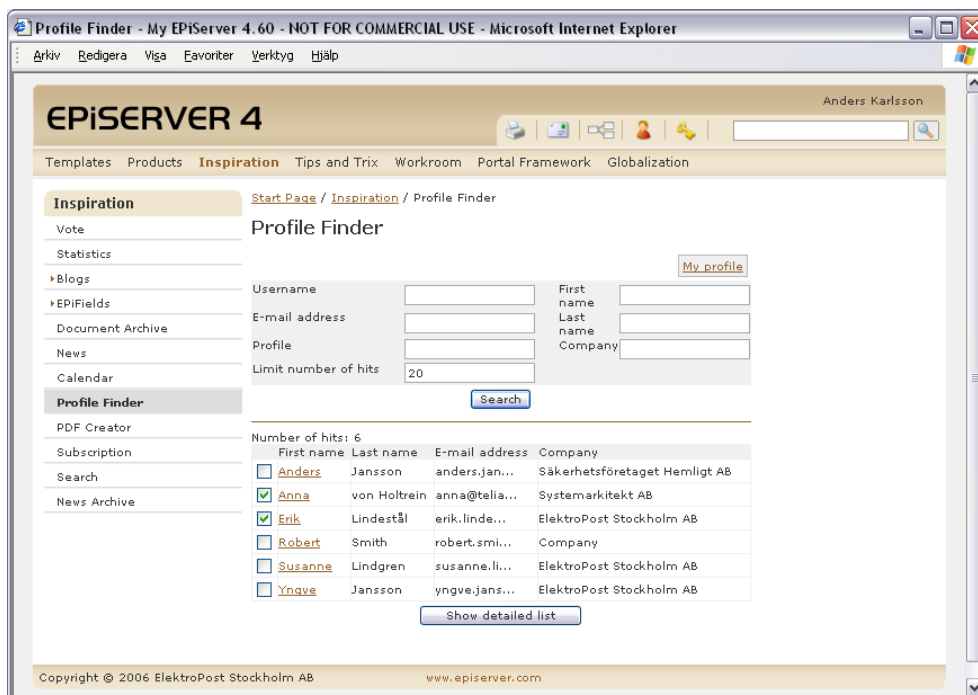 Profile Finder - My EPiServer 4.60 - NOT FOR COMMERCIAL USE - Microsoft Internet Explorer
Arkiv Redigera Visa Favoriter Verktyg Hjälp
Anders Karlsson
EPiSERVER 4
Templates Products Inspiration Tips and Trix Workroom Portal Framework Globalization
Inspiration
Vote
Statistics
Blogs
EPiFields
Document Archive
News
Calendar
Profile Finder
PDF Creator
Subscription
Search
News Archive
Start Page / Inspiration / Profile Finder
Profile Finder
My profile
Username
First name
E-mail address
Last name
Profile
Company
Limit number of hits 20
Search
Number of hits: 6
First name Last name E-mail address Company
Anders Jansson anders.jan... Säkerhetsföretaget Hemligt AB
Anna von Holtrein anna@telia... Systemarkitekt AB
Erik Lindestål erik.linde... ElektroPost Stockholm AB
Robert Smith robert.smi... Company
Susanne Lindgren susanne.li... ElektroPost Stockholm AB
Yngve Jansson yngve.jans... ElektroPost Stockholm AB
Show detailed list
Copyright © 2006 ElektroPost Stockholm AB www.episerver.com